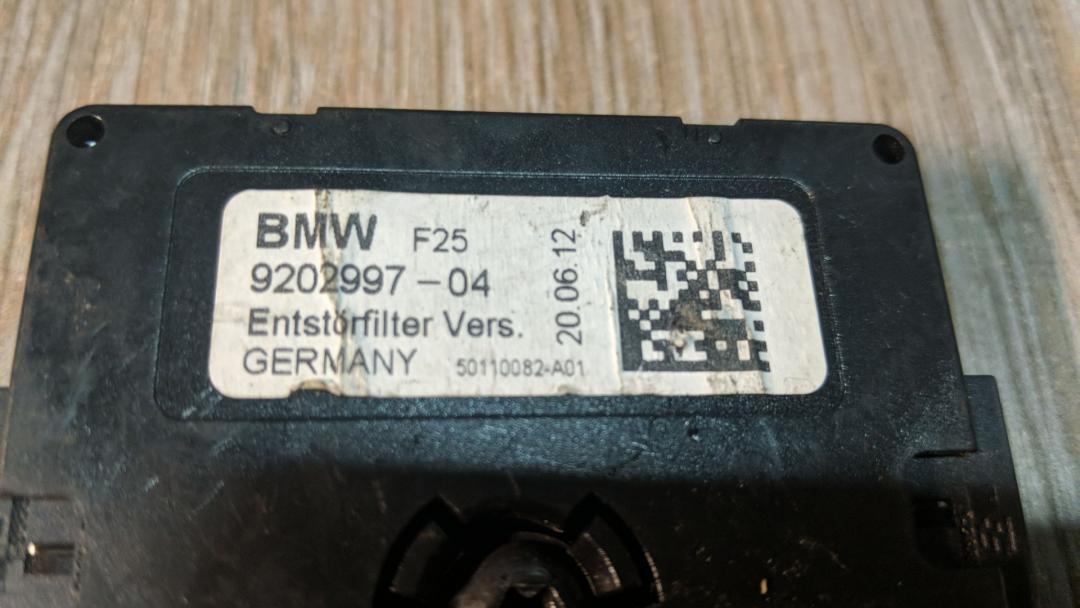 BMW F25
9202997-04
Entstörfilter Vers.
GERMANY 50110082-A01
20.06.12